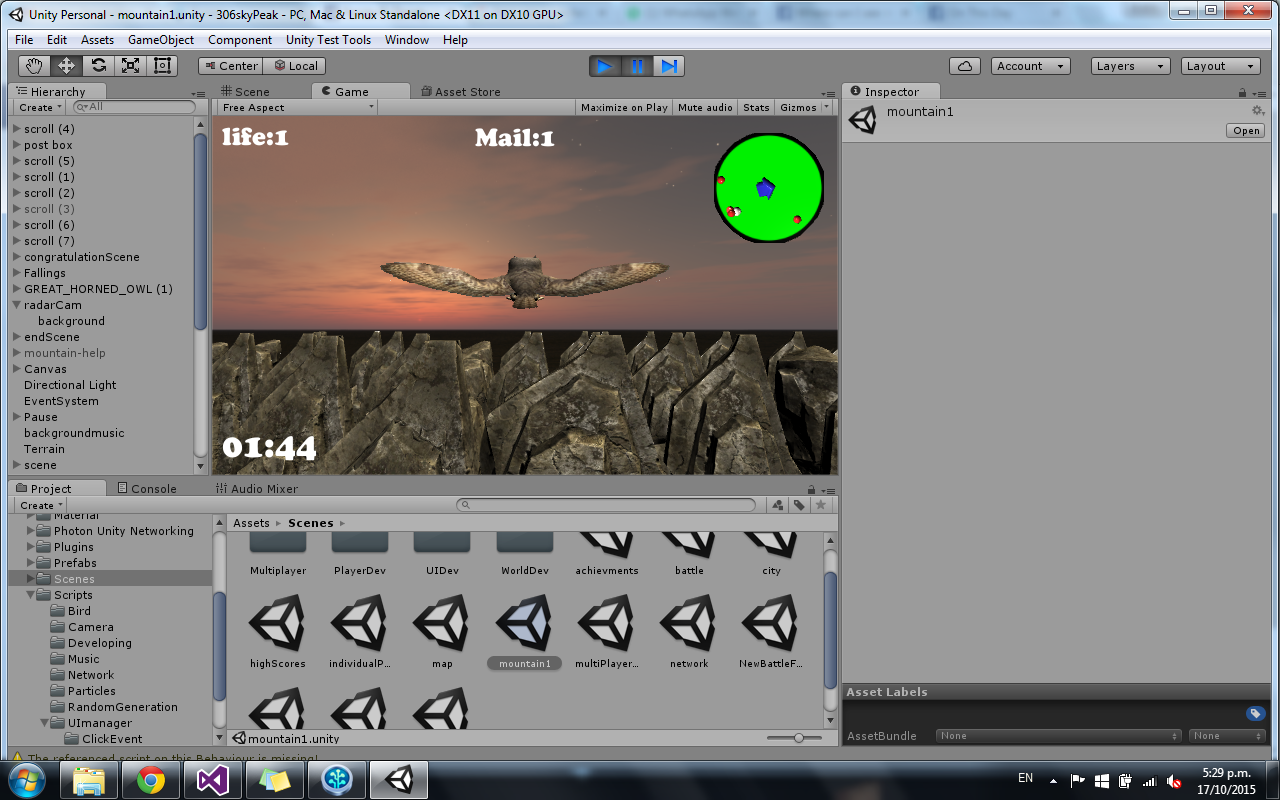 Unity Personal - mountain1.unity - 306skyPeak - PC, Mac & Linux Standalone <DX11 on DX10 GPU>
File Edit Assets GameObject Component Unity Test Tools Window Help
Center Local Account Layers Layout
Hierarchy
Create All
scroll (4)
post box
scroll (5)
scroll (1)
scroll (2)
scroll (3)
scroll (6)
scroll (7)
congratulationScene
Fallings
GREAT_HORNED_OWL (1)
radarCam
background
endScene
mountain-help
Canvas
Directional Light
EventSystem
Pause
backgroundmusic
Terrain
scene
Scene Game Asset Store
Free Aspect Maximize on Play Mute audio Stats Gizmos
life:1 Mail:1
01:44
Inspector
mountain1
Open
Project Console Audio Mixer
Create
Material
Photon Unity Networking
Plugins
Prefabs
Scenes
Scripts
Bird
Camera
Developing
Music
Network
Particles
RandomGeneration
UImanager
ClickEvent
Assets Scenes
Multiplayer PlayerDev UIDev WorldDev achievments battle city
highScores individualP... map mountain1 multiPlayer... network NewBattleF...
mountain1.unity
Asset Labels
AssetBundle None None
The referenced script on this Behaviour is missing!
EN 5:29 p.m.
17/10/2015